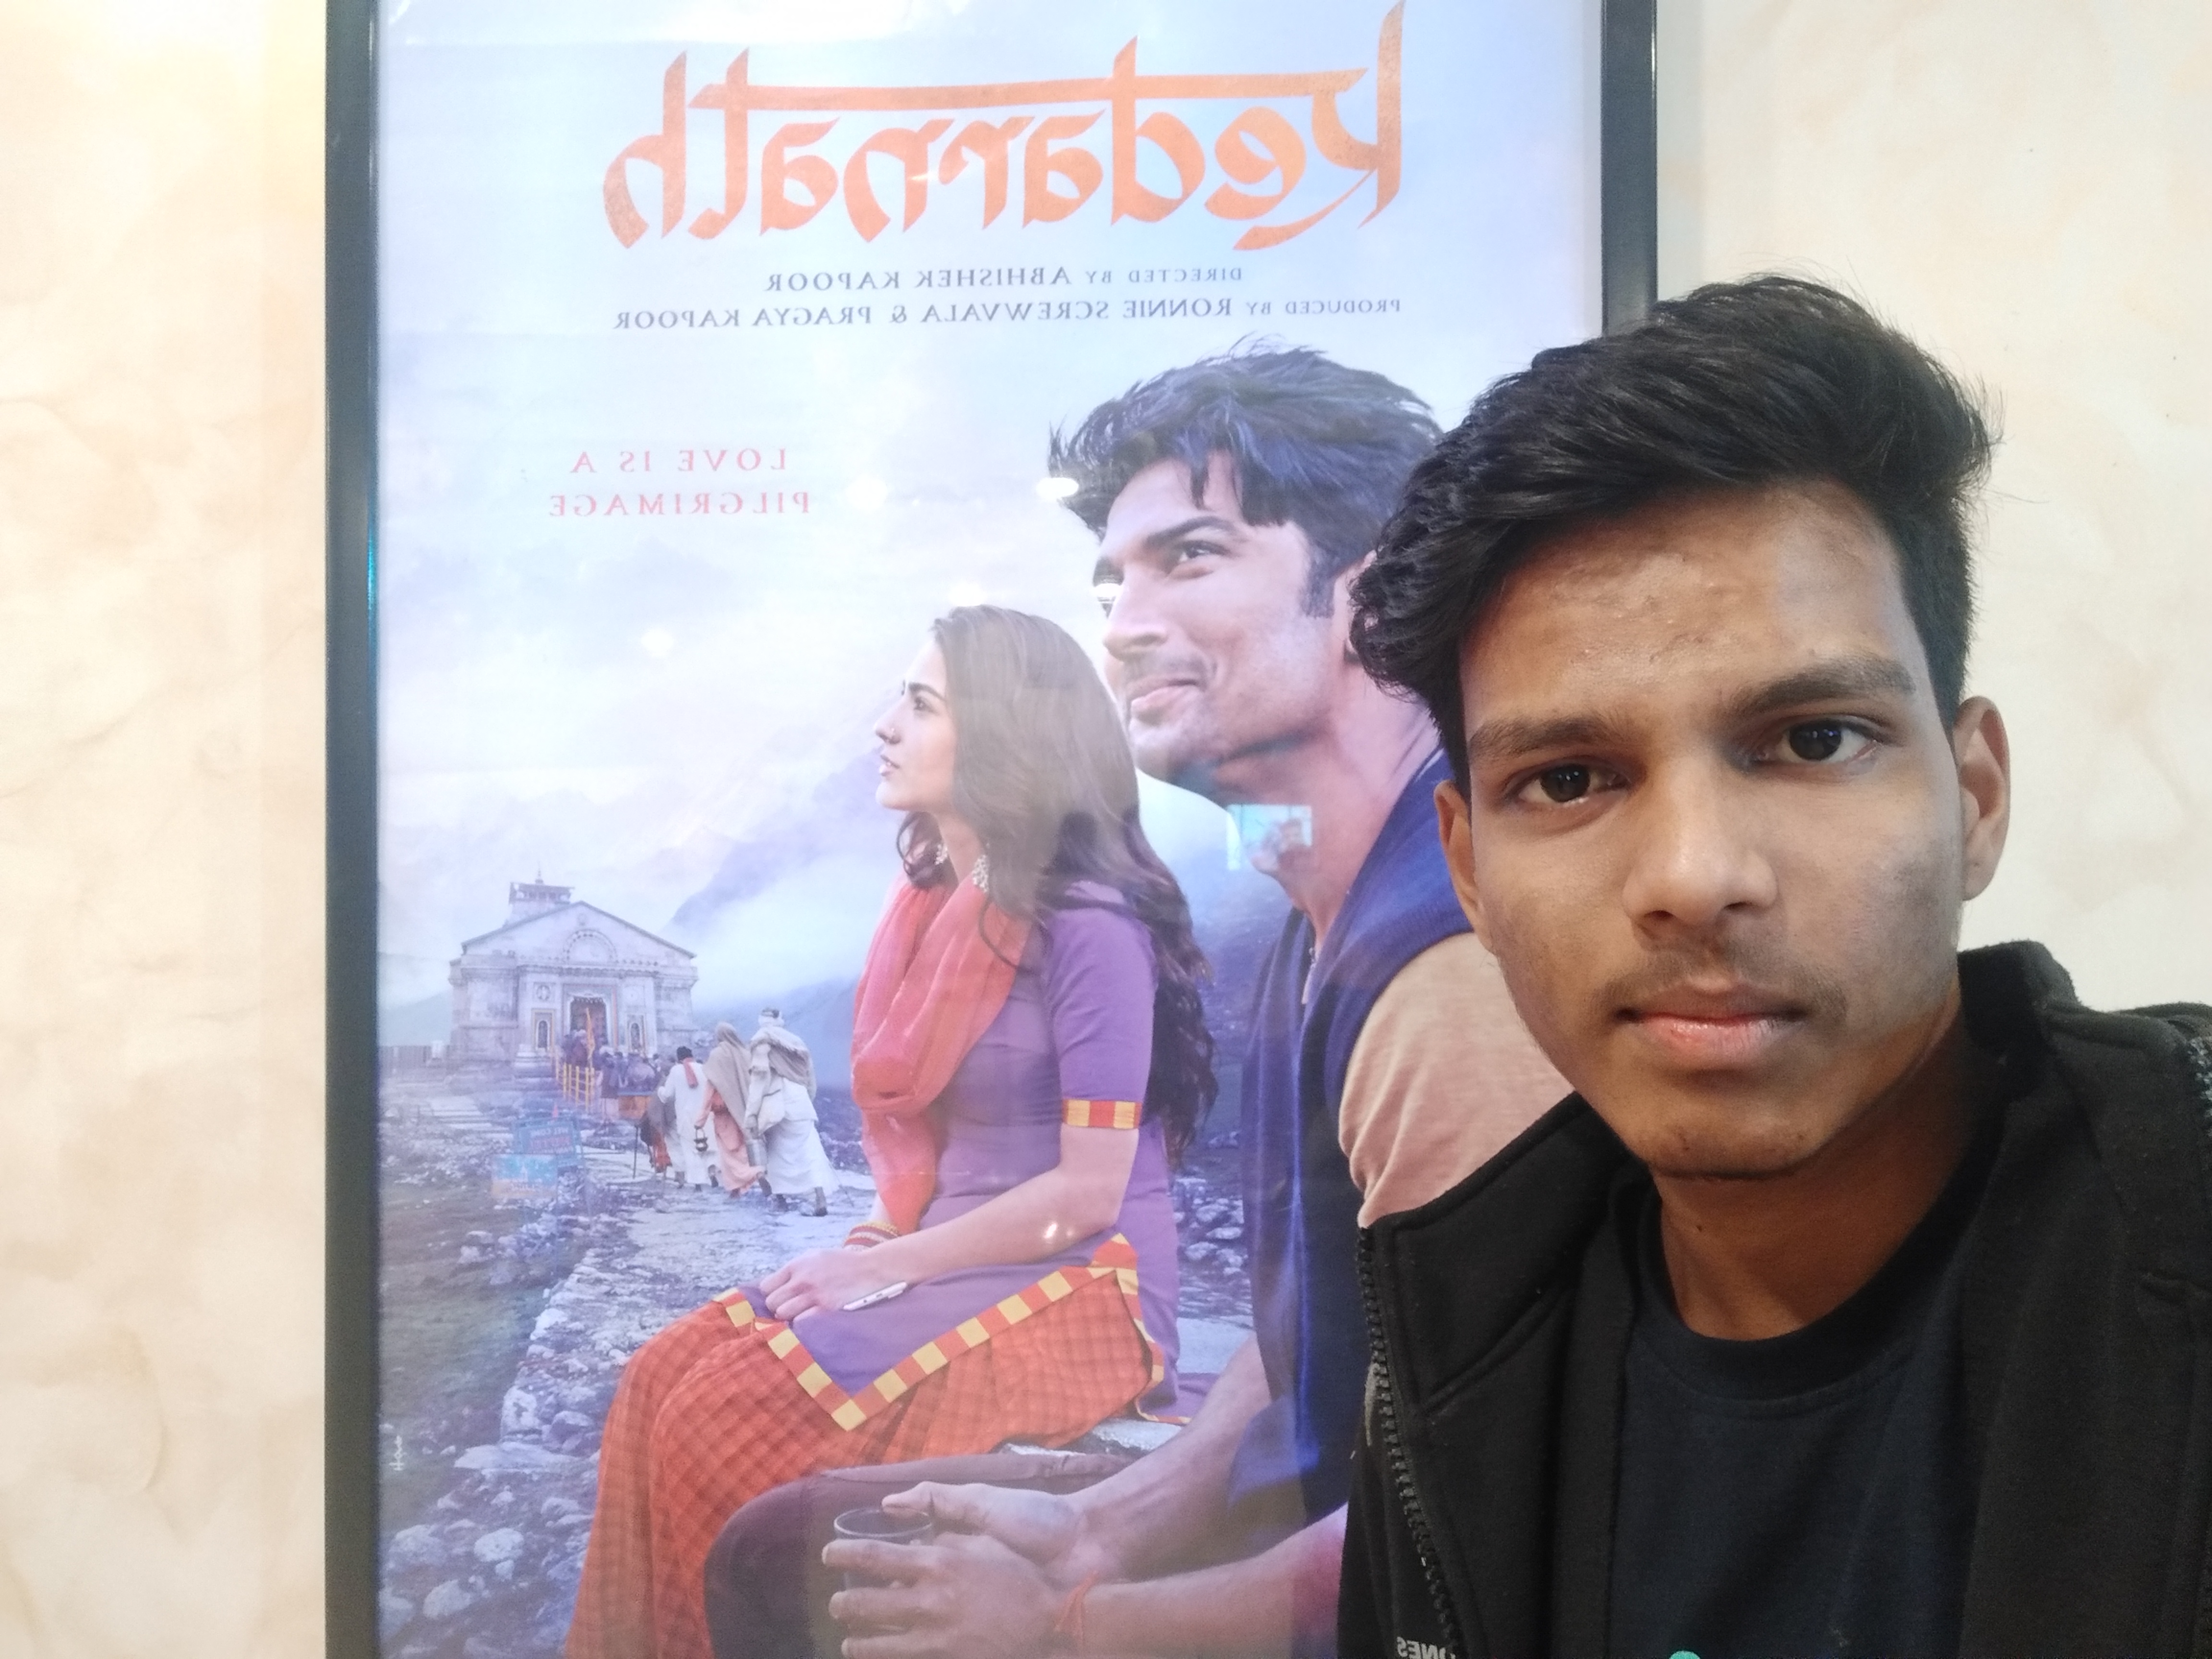 Kedarnath
DIRECTED BY ABHISHEK KAPOOR
PRODUCED BY RONNIE SCREWVALA & PRAGYA KAPOOR
LOVE IS A
PILGRIMAGE